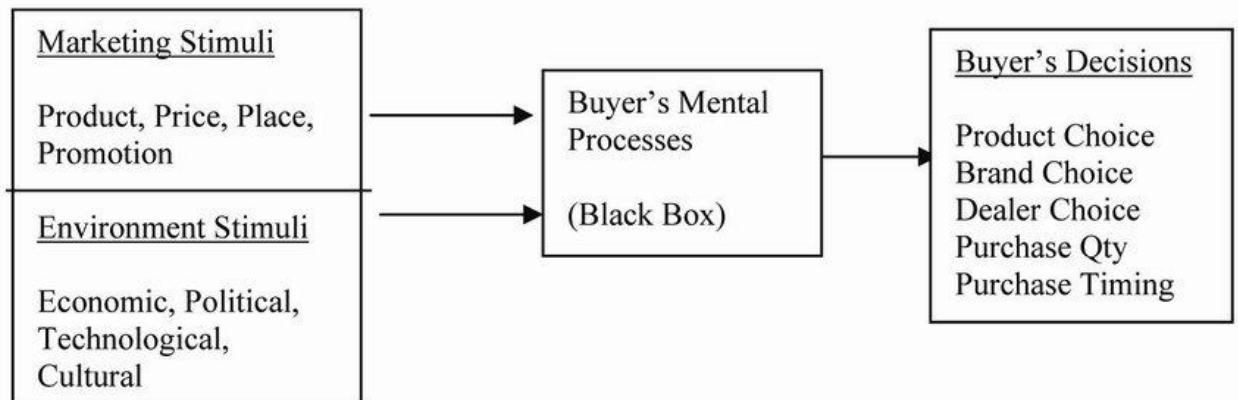 Marketing Stimuli
Product, Price, Place,
Promotion
Environment Stimuli
Economic, Political,
Technological,
Cultural
Buyer’s Mental
Processes
(Black Box)
Buyer’s Decisions
Product Choice
Brand Choice
Dealer Choice
Purchase Qty
Purchase Timing